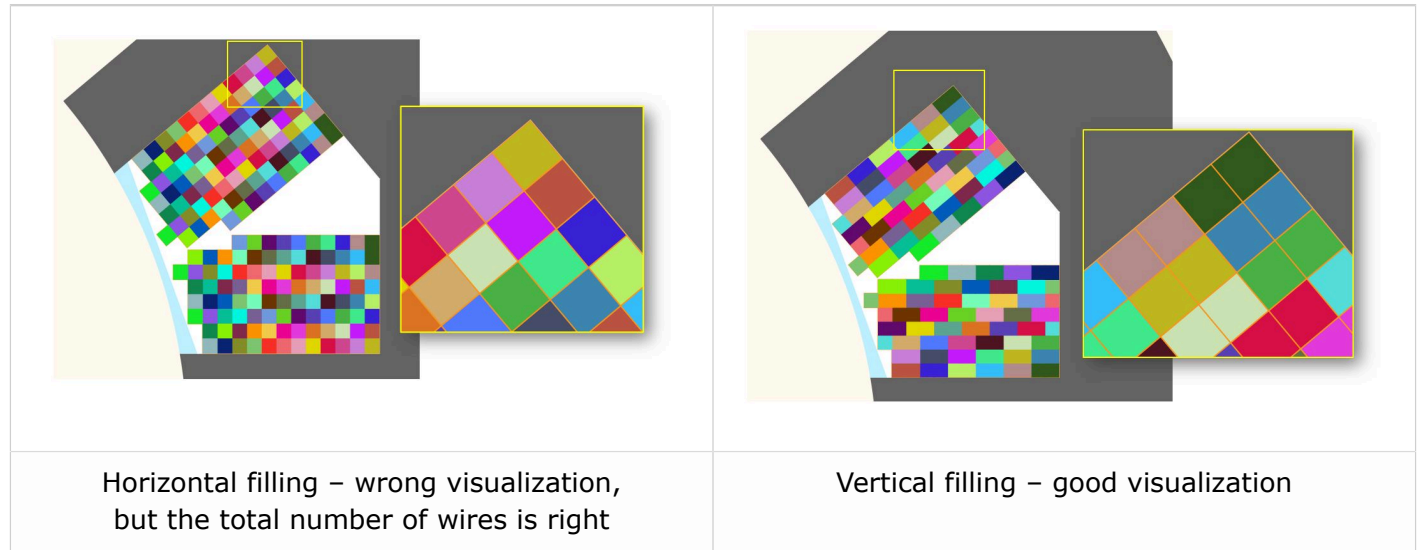 Horizontal filling – wrong visualization,
but the total number of wires is right
Vertical filling – good visualization